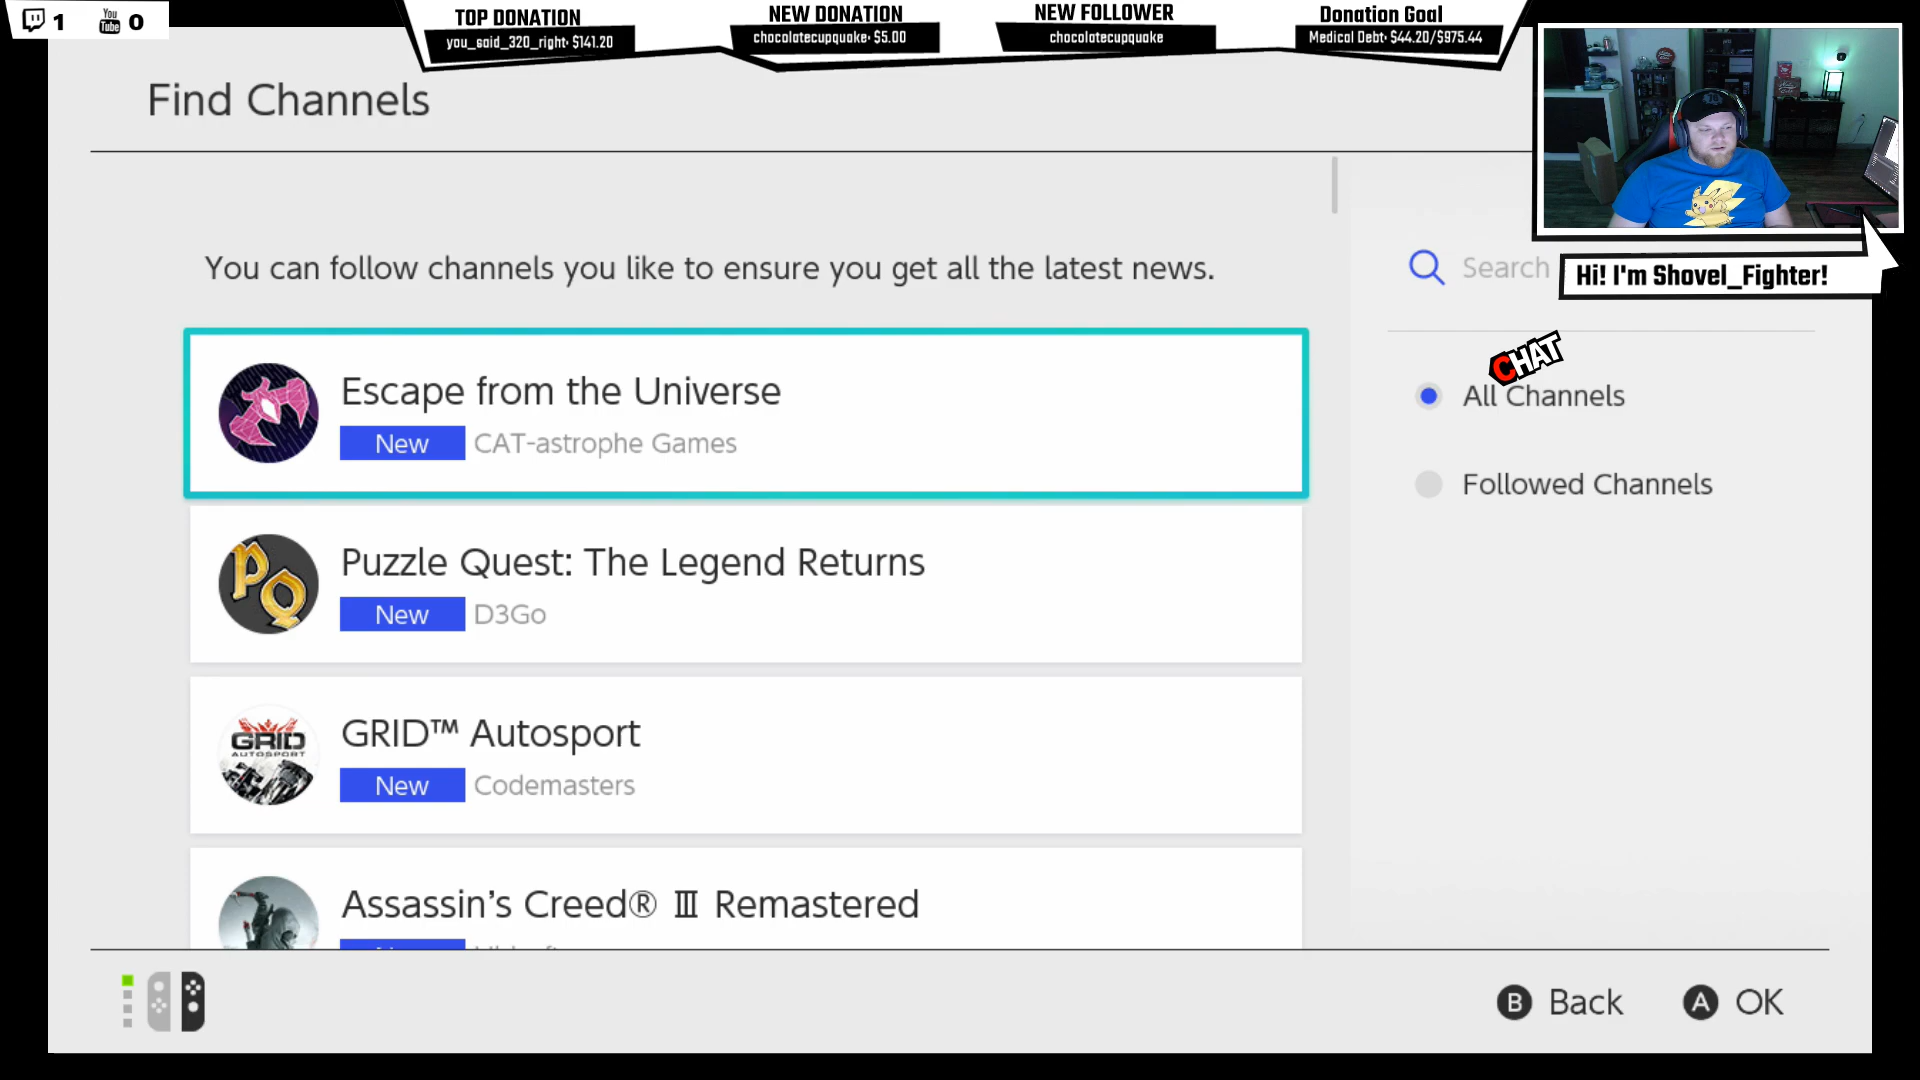 1
You
Tube
0
TOP DONATION
you_said_320_right• $141.20
NEW DONATION
chocolatecupquake• $5.00
NEW FOLLOWER
chocolatecupquake
Donation Goal
Medical Debt• $44.20/$975.44
Find Channels
Hi! I'm Shovel_Fighter!
You can follow channels you like to ensure you get all the latest news.
Search
CHAT
All Channels
Followed Channels
Escape from the Universe
New CAT-astrophe Games
PQ
Puzzle Quest: The Legend Returns
New D3Go
GRID
AUTOSPORT
GRID™ Autosport
New Codemasters
Assassin's Creed® III Remastered
B Back
A OK